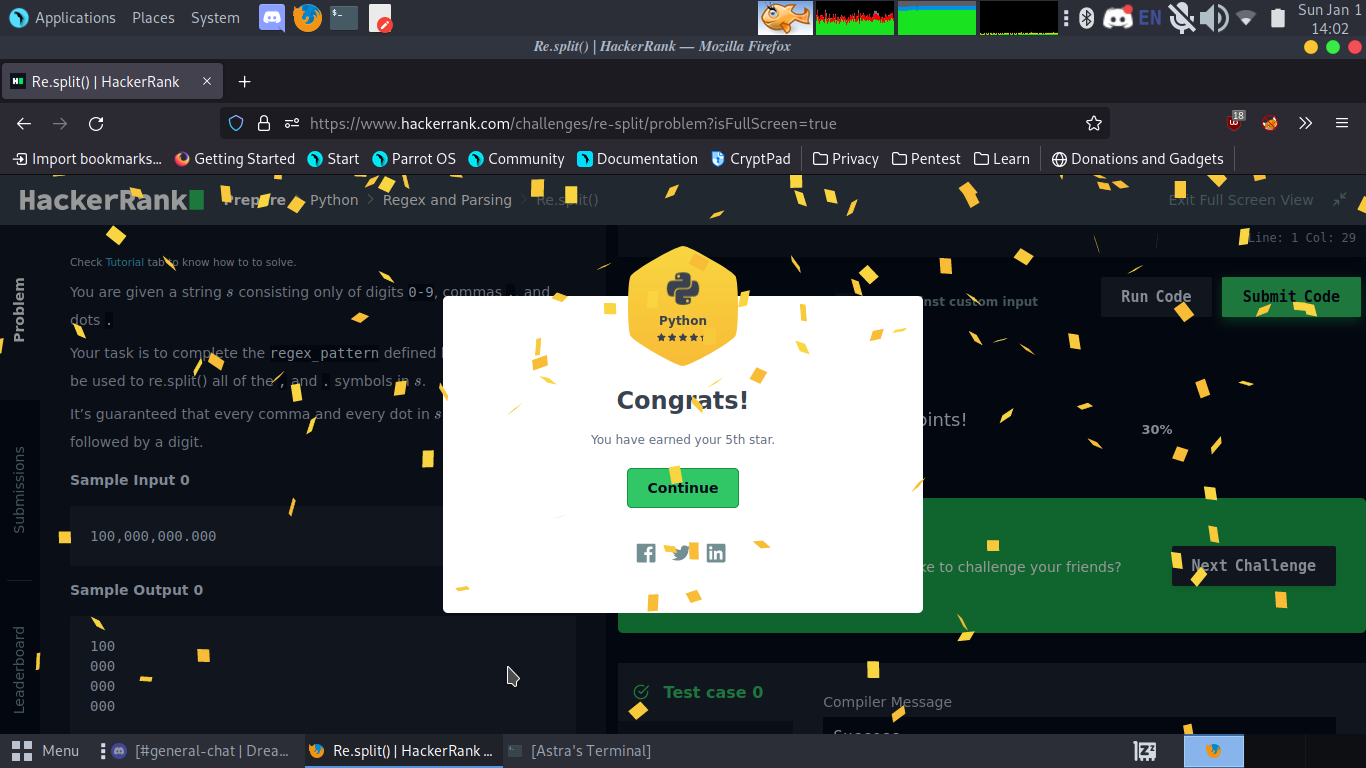 Applications Places System
EN
Sun Jan 1
14:02
Re.split() | HackerRank — Mozilla Firefox
Re.split() | HackerRank
https://www.hackerrank.com/challenges/re-split/problem?isFullScreen=true
18
Import bookmarks... Getting Started Start Parrot OS Community Documentation CryptPad Privacy Pentest Learn Donations and Gadgets
HackerRank Prepare Python Regex and Parsing Re.split() Exit Full Screen View
Line: 1 Col: 29
Problem
Submissions
Leaderboard
Check Tutorial tab to know how to to solve.
You are given a string s consisting only of digits 0-9, commas , and
dots .
Your task is to complete the regex_pattern defined
be used to re.split() all of the , and . symbols in s.
It's guaranteed that every comma and every dot in s
followed by a digit.
Sample Input 0
100,000,000.000
Sample Output 0
100
000
000
000
custom input
Run Code Submit Code
30%
Python
Congrats!
You have earned your 5th star.
Continue
to challenge your friends?
Next Challenge
Test case 0
Compiler Message
Success
Menu [#general-chat | Drea... Re.split() | HackerRank ... [Astra's Terminal]